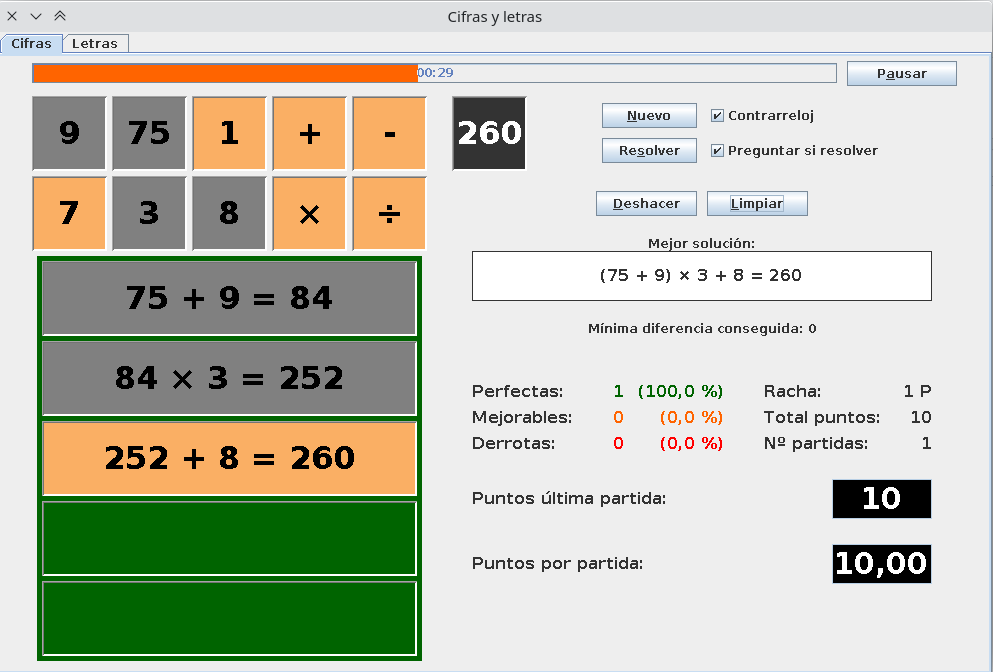 Cifras y letras
Cifras Letras
00:29 Pausar
9 75 1 + - 260
Nuevo ✔ Contrarreloj
Resolver ✔ Preguntar si resolver
7 3 8 × ÷
Deshacer Limpiar
Mejor solución:
(75 + 9) × 3 + 8 = 260
Mínima diferencia conseguida: 0
75 + 9 = 84
84 × 3 = 252
252 + 8 = 260
Perfectas: 1 (100,0 %) Racha: 1 P
Mejorables: 0 (0,0 %) Total puntos: 10
Derrotas: 0 (0,0 %) Nº partidas: 1
Puntos última partida: 10
Puntos por partida: 10,00